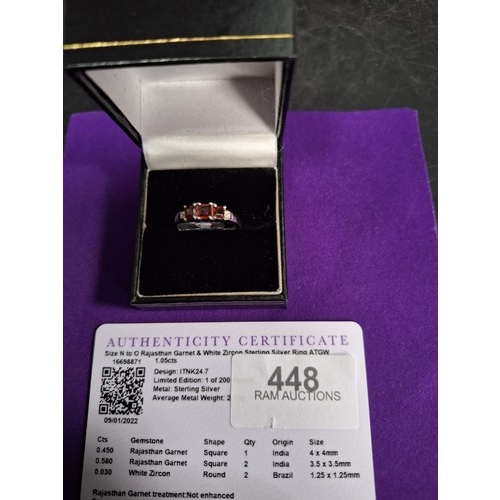 AUTHENTICITY CERTIFICATE
Size N to O Rajasthan Garnet & White Zircon Sterling Silver Ring ATGW
16698871 1.05cts
Design: ITNK24.7
Limited Edition: 1 of 200
Metal: Sterling Silver
Average Metal Weight: 2
09/01/2022
448
RAM AUCTIONS
Cts Gemstone Shape Qty Origin Size
0.450 Rajasthan Garnet Square 1 India 4 x 4mm
0.580 Rajasthan Garnet Square 2 India 3.5 x 3.5mm
0.030 White Zircon Round 2 Brazil 1.25 x 1.25mm
Rajasthan Garnet treatment:Not enhanced